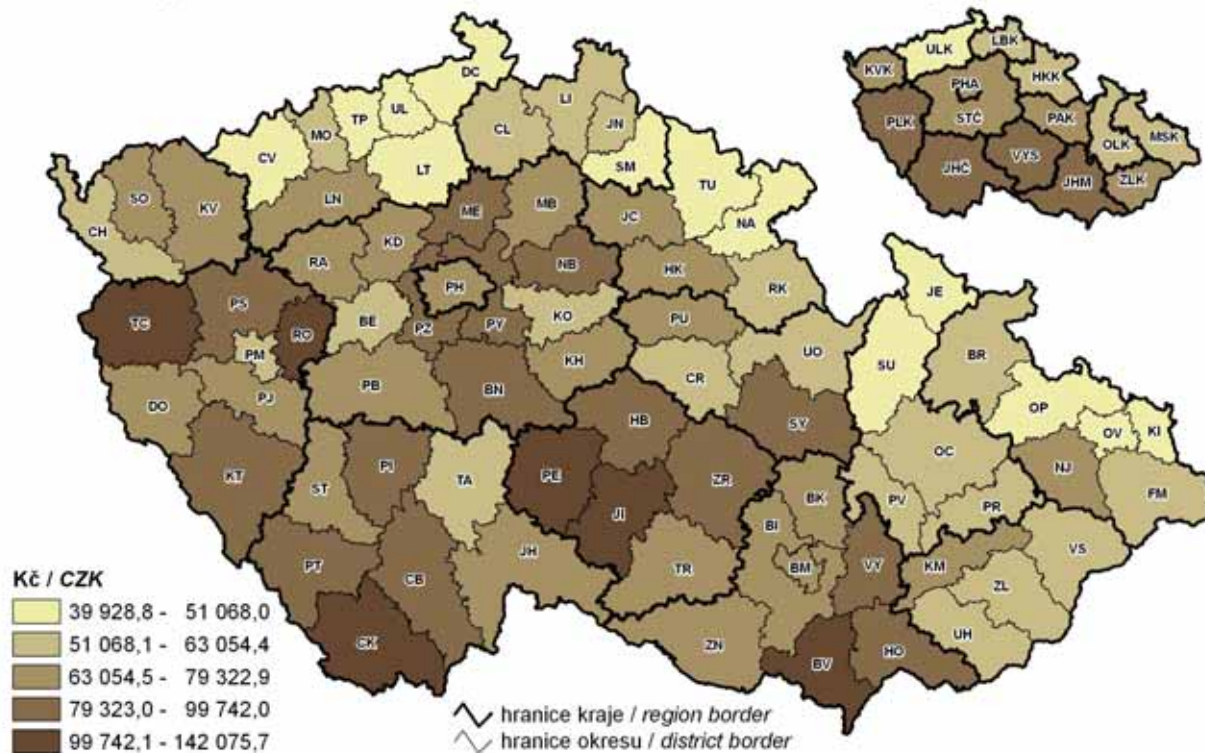 DC
LI
UL
TP
JN
MO
CL
CV
SM
LT
TU
SO
KV
LN
ME
MB
JC
NA
CH
KD
RA
NB
HK
RK
PH
TC
PS
RO
BE
PZ
PY
KO
PU
PM
UO
CR
KH
DO
PJ
PB
BN
HB
SY
KT
ST
PI
TA
PE
JI
ZR
BK
BI
BM
VY
PT
CB
JH
TR
CK
ZN
BV
HO
JE
SU
BR
OP
OV
KI
OC
NJ
FM
PV
PR
VS
KM
ZL
UH
ULK
LBK
KVK
HKK
PHA
STČ
PAK
PLK
OLK
MSK
VYS
JHČ
JHM
ZLK
Kč / CZK
39 928,8 - 51 068,0
51 068,1 - 63 054,4
63 054,5 - 79 322,9
79 323,0 - 99 742,0
99 742,1 - 142 075,7
hranice kraje / region border
hranice okresu / district border